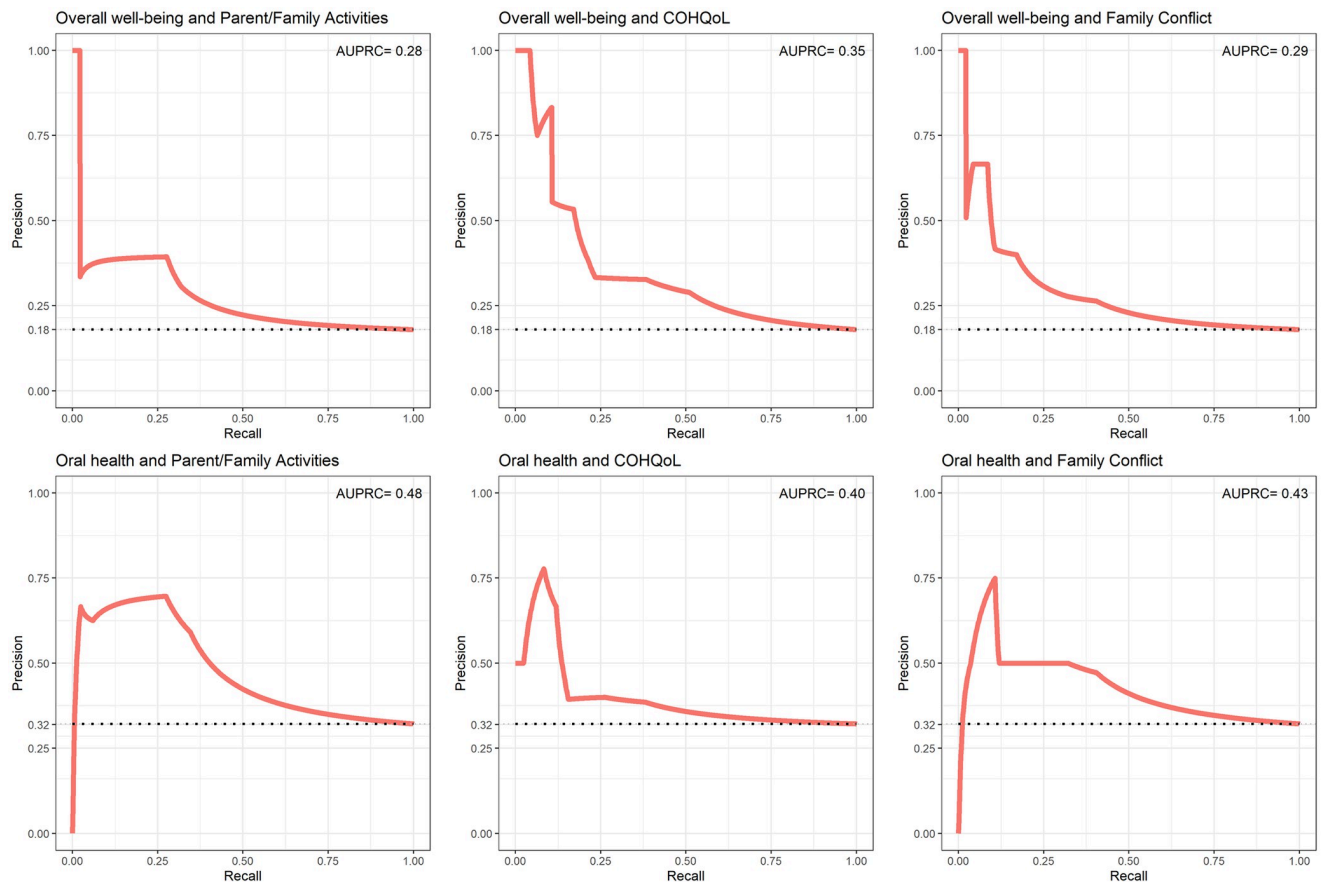 Overall well-being and Parent/Family Activities
AUPRC= 0.28
1.00
0.75
0.50
0.25
0.18
0.00
Precision
0.00 0.25 0.50 0.75 1.00
Recall
Overall well-being and COHQoL
AUPRC= 0.35
1.00
0.75
0.50
0.25
0.18
0.00
Precision
0.00 0.25 0.50 0.75 1.00
Recall
Overall well-being and Family Conflict
AUPRC= 0.29
1.00
0.75
0.50
0.25
0.18
0.00
Precision
0.00 0.25 0.50 0.75 1.00
Recall
Oral health and Parent/Family Activities
AUPRC= 0.48
1.00
0.75
0.50
0.32
0.25
0.00
Precision
0.00 0.25 0.50 0.75 1.00
Recall
Oral health and COHQoL
AUPRC= 0.40
1.00
0.75
0.50
0.32
0.25
0.00
Precision
0.00 0.25 0.50 0.75 1.00
Recall
Oral health and Family Conflict
AUPRC= 0.43
1.00
0.75
0.50
0.32
0.25
0.00
Precision
0.00 0.25 0.50 0.75 1.00
Recall